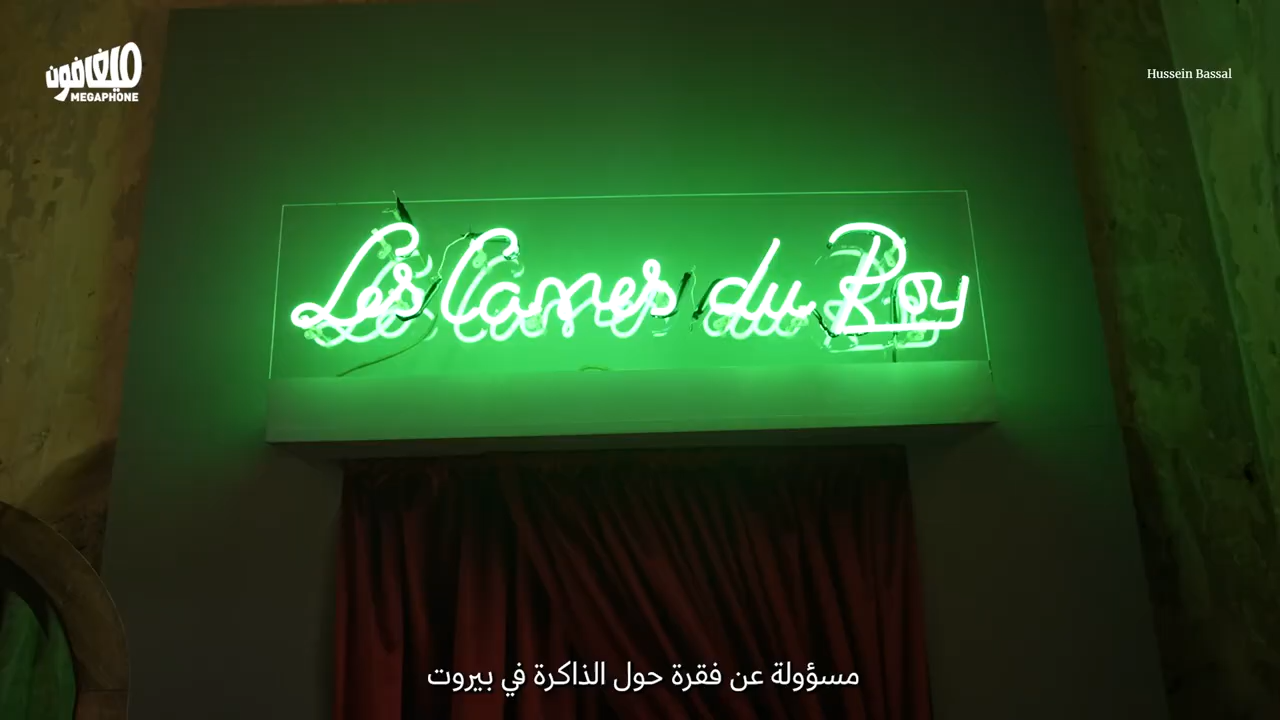 ميغافون
MEGAPHONE
Hussein Bassal
Les Caves du Roy
مسؤولة عن فقرة حول الذاكرة في بيروت